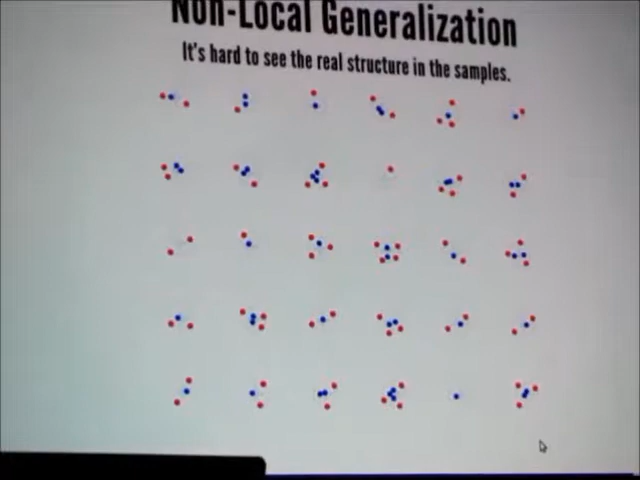 Non-Local Generalization
It's hard to see the real structure in the samples.